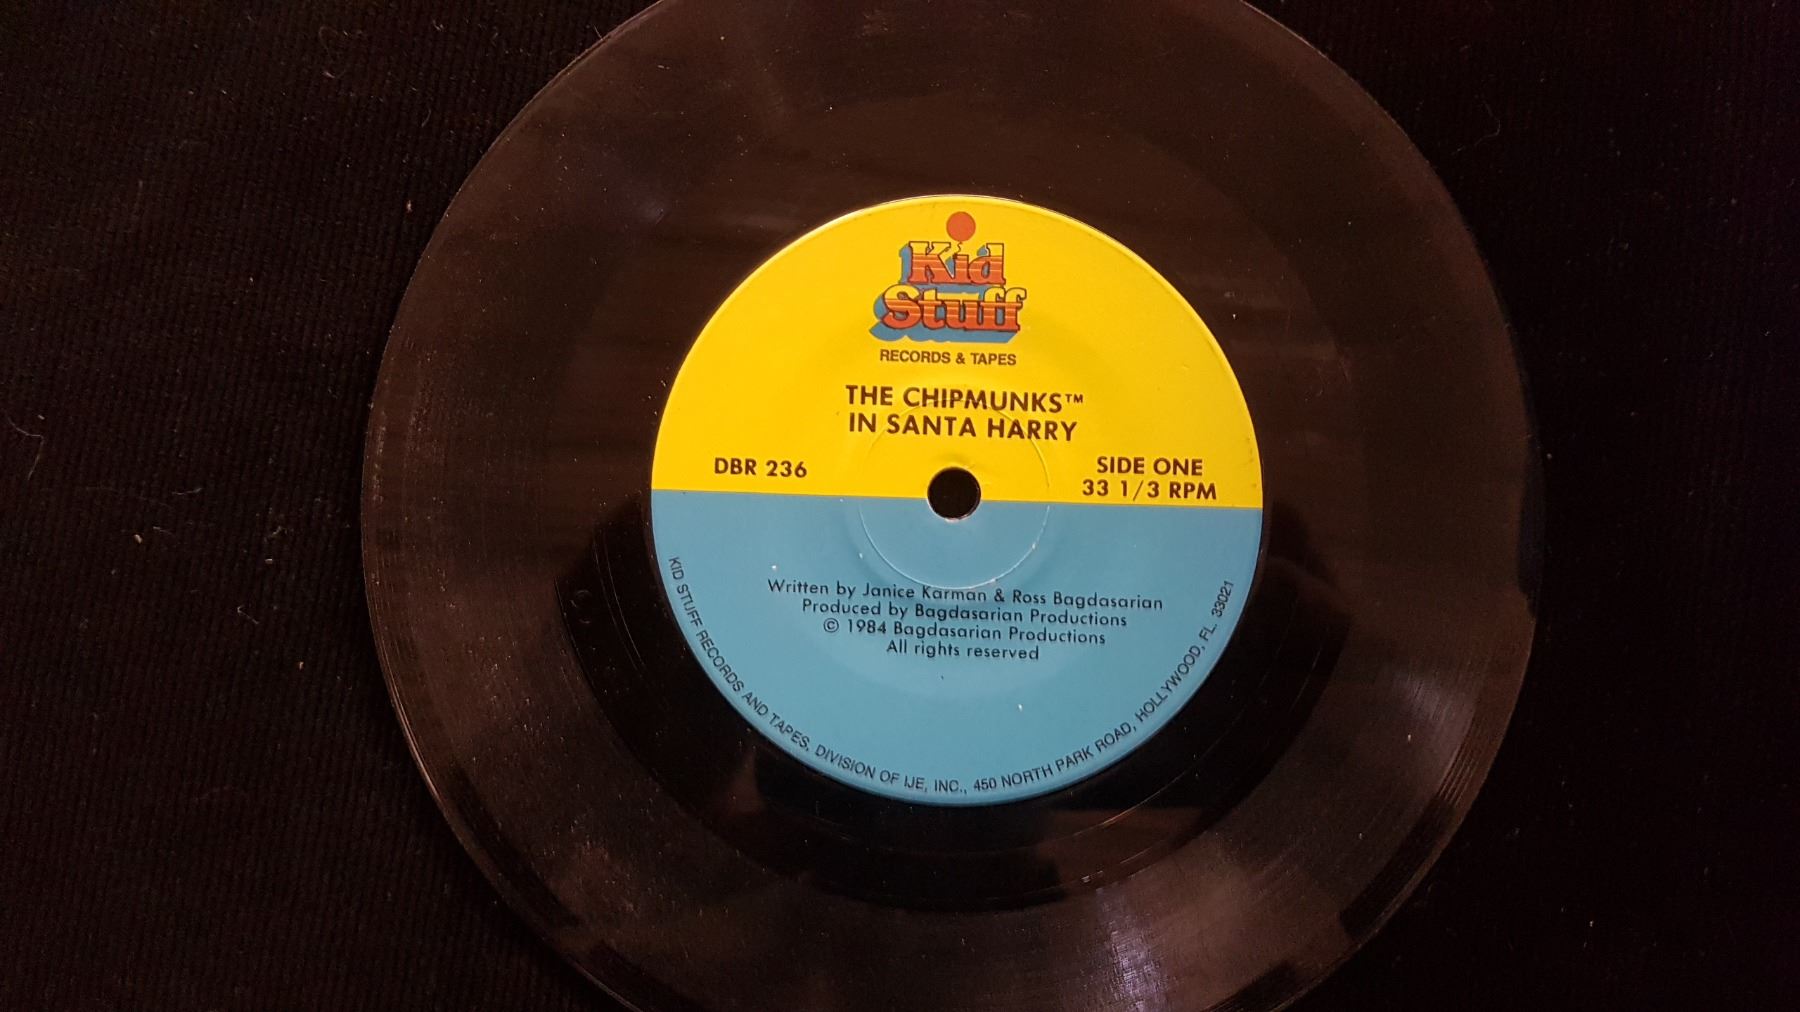 Kid
Stuff
RECORDS & TAPES
THE CHIPMUNKS™
IN SANTA HARRY
DBR 236
SIDE ONE
33 1/3 RPM
Written by Janice Karman & Ross Bagdasarian
Produced by Bagdasarian Productions
© 1984 Bagdasarian Productions
All rights reserved
KID STUFF RECORDS AND TAPES, DIVISION OF IJE, INC., 450 NORTH PARK ROAD, HOLLYWOOD, FL. 33021